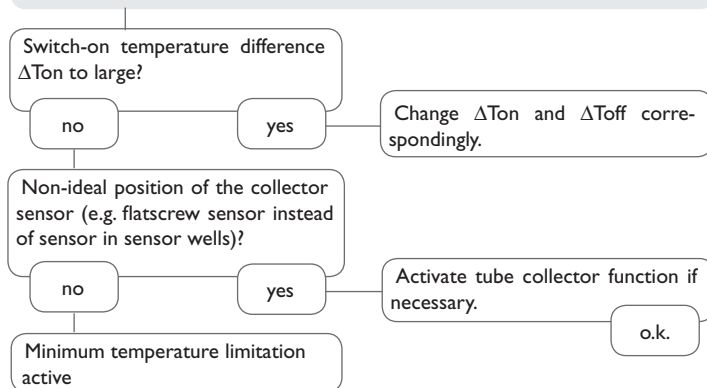 Switch-on temperature difference
ΔTon to large?
no
yes
Change ΔTon and ΔToff corre-
spondingly.
Non-ideal position of the collector
sensor (e.g. flatscrew sensor instead
of sensor in sensor wells)?
no
yes
Activate tube collector function if
necessary.
o.k.
Minimum temperature limitation
active